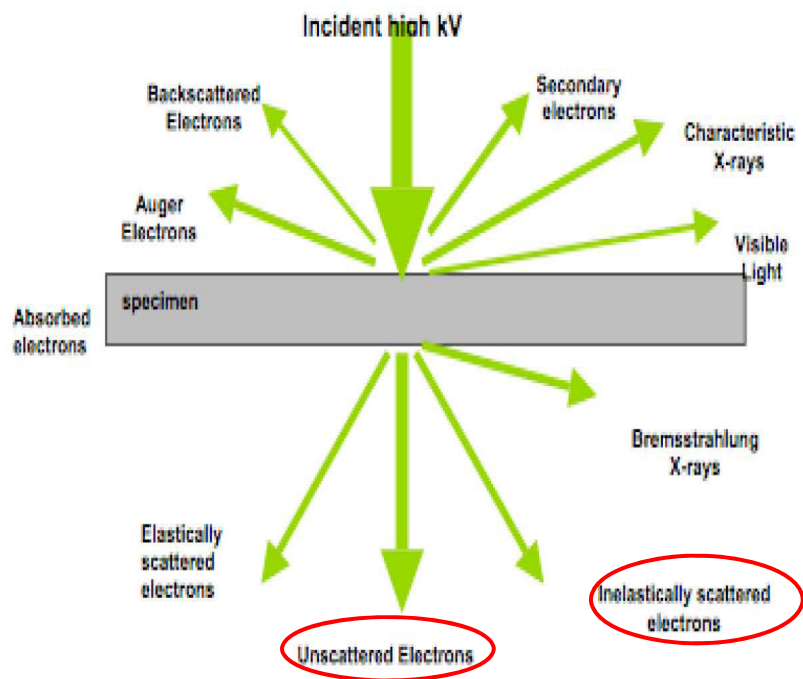 Incident high kV
Backscattered
Electrons
Secondary
electrons
Characteristic
X-rays
Auger
Electrons
Visible
Light
specimen
Absorbed
electrons
Bremsstrahlung
X-rays
Elastically
scattered
electrons
Inelastically scattered
electrons
Unscattered Electrons